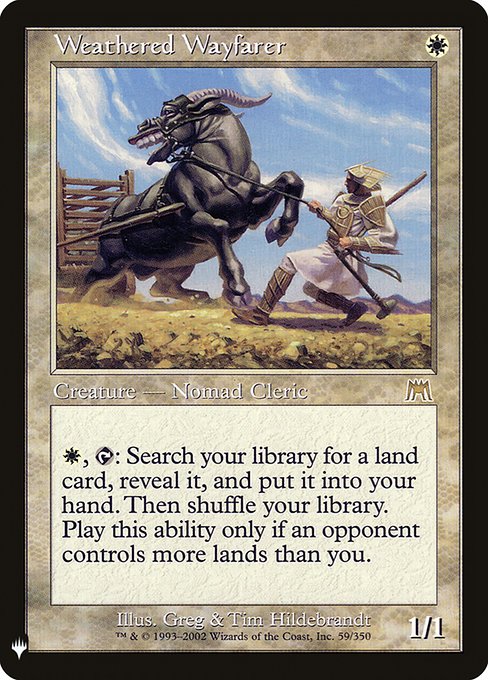 Weathered Wayfarer
Creature — Nomad Cleric
, : Search your library for a land
card, reveal it, and put it into your
hand. Then shuffle your library.
Play this ability only if an opponent
controls more lands than you.
Illus. Greg & Tim Hildebrandt
™ & © 1993–2002 Wizards of the Coast, Inc. 59/350
1/1